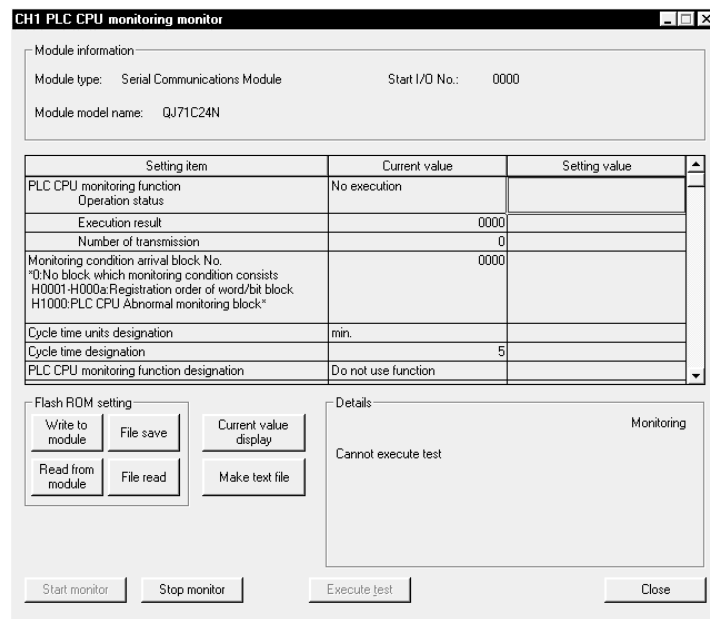 CH1 PLC CPU monitoring monitor
Module information
Module type: Serial Communications Module Start I/O No.: 0000
Module model name: QJ71C24N
Setting item Current value Setting value
PLC CPU monitoring function No execution
Operation status
Execution result 0000
Number of transmission 0
Monitoring condition arrival block No. 0000
*0:No block which monitoring condition consists
H0001-H000a:Registration order of word/bit block
H1000:PLC CPU Abnormal monitoring block*
Cycle time units designation min.
Cycle time designation 5
PLC CPU monitoring function designation Do not use function
Flash ROM setting
Write to module
File save
Current value display
Read from module
File read
Make text file
Details
Monitoring
Cannot execute test
Start monitor Stop monitor Execute test Close